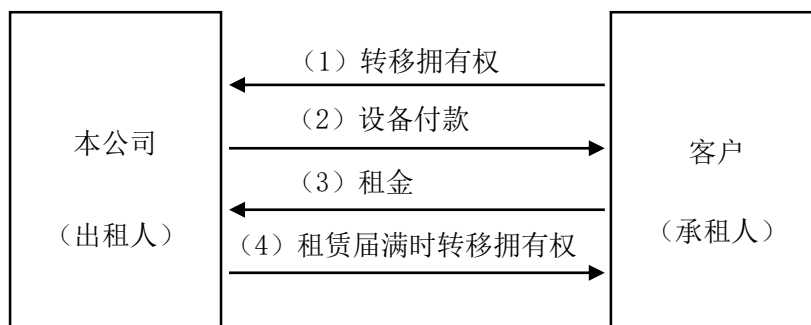 （1）转移拥有权
（2）设备付款
本公司
客户
（3）租金
（出租人）
（承租人）
（4）租赁届满时转移拥有权